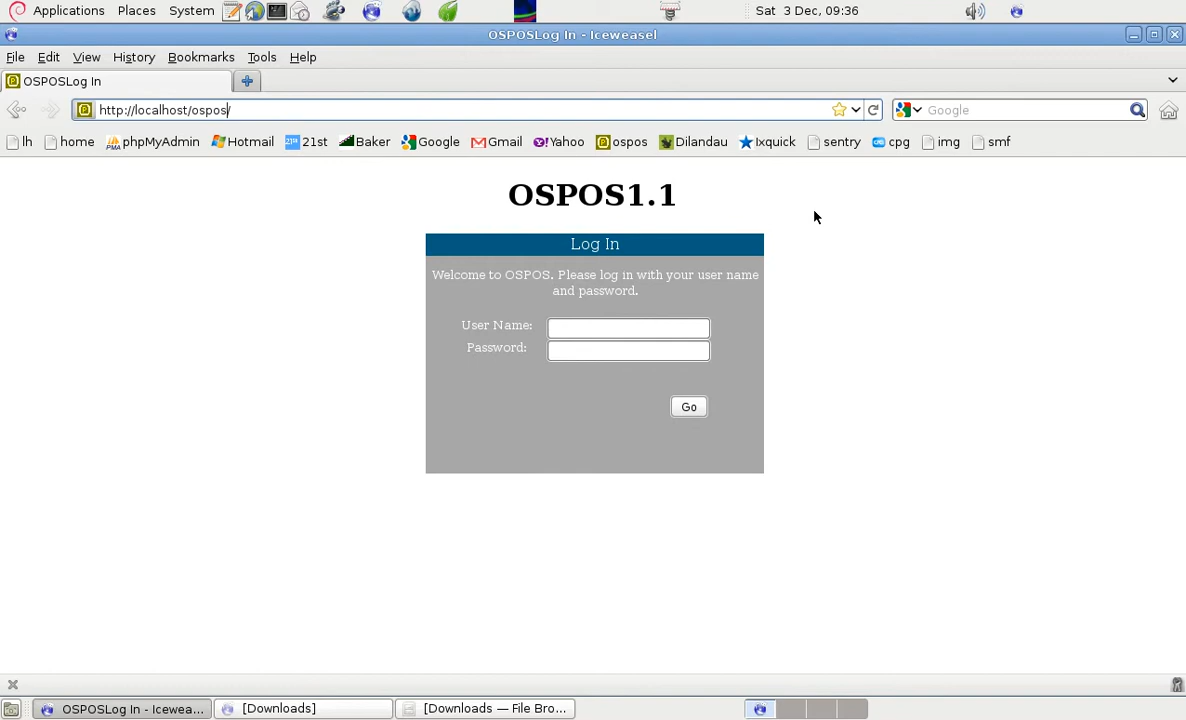 Applications Places System Sat 3 Dec, 09:36
OSPOSLog In - Iceweasel
File Edit View History Bookmarks Tools Help
OSPOSLog In
http://localhost/ospos/ Google
lh home phpMyAdmin Hotmail 21st Baker Google Gmail Yahoo ospos Dilandau Ixquick sentry cpg img smf
OSPOS1.1
Log In
Welcome to OSPOS. Please log in with your user name
and password.
User Name:
Password:
Go
OSPOSLog In - Icewea... [Downloads] [Downloads — File Bro...